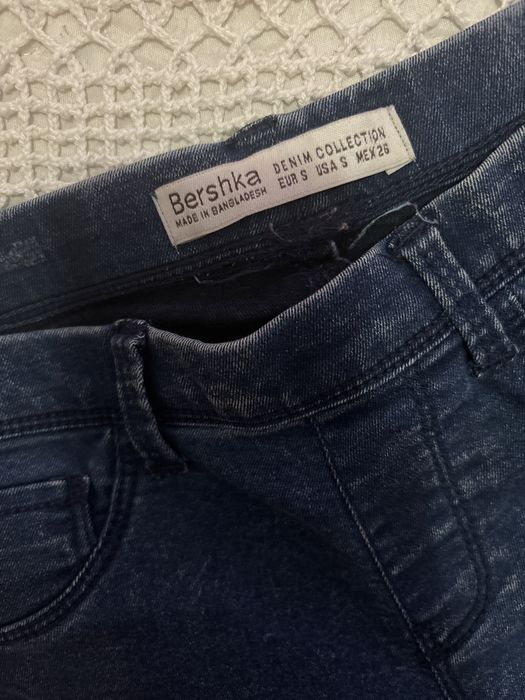 Bershka DENIM COLLECTION
MADE IN BANGLADESH EUR S USA S MEX 26